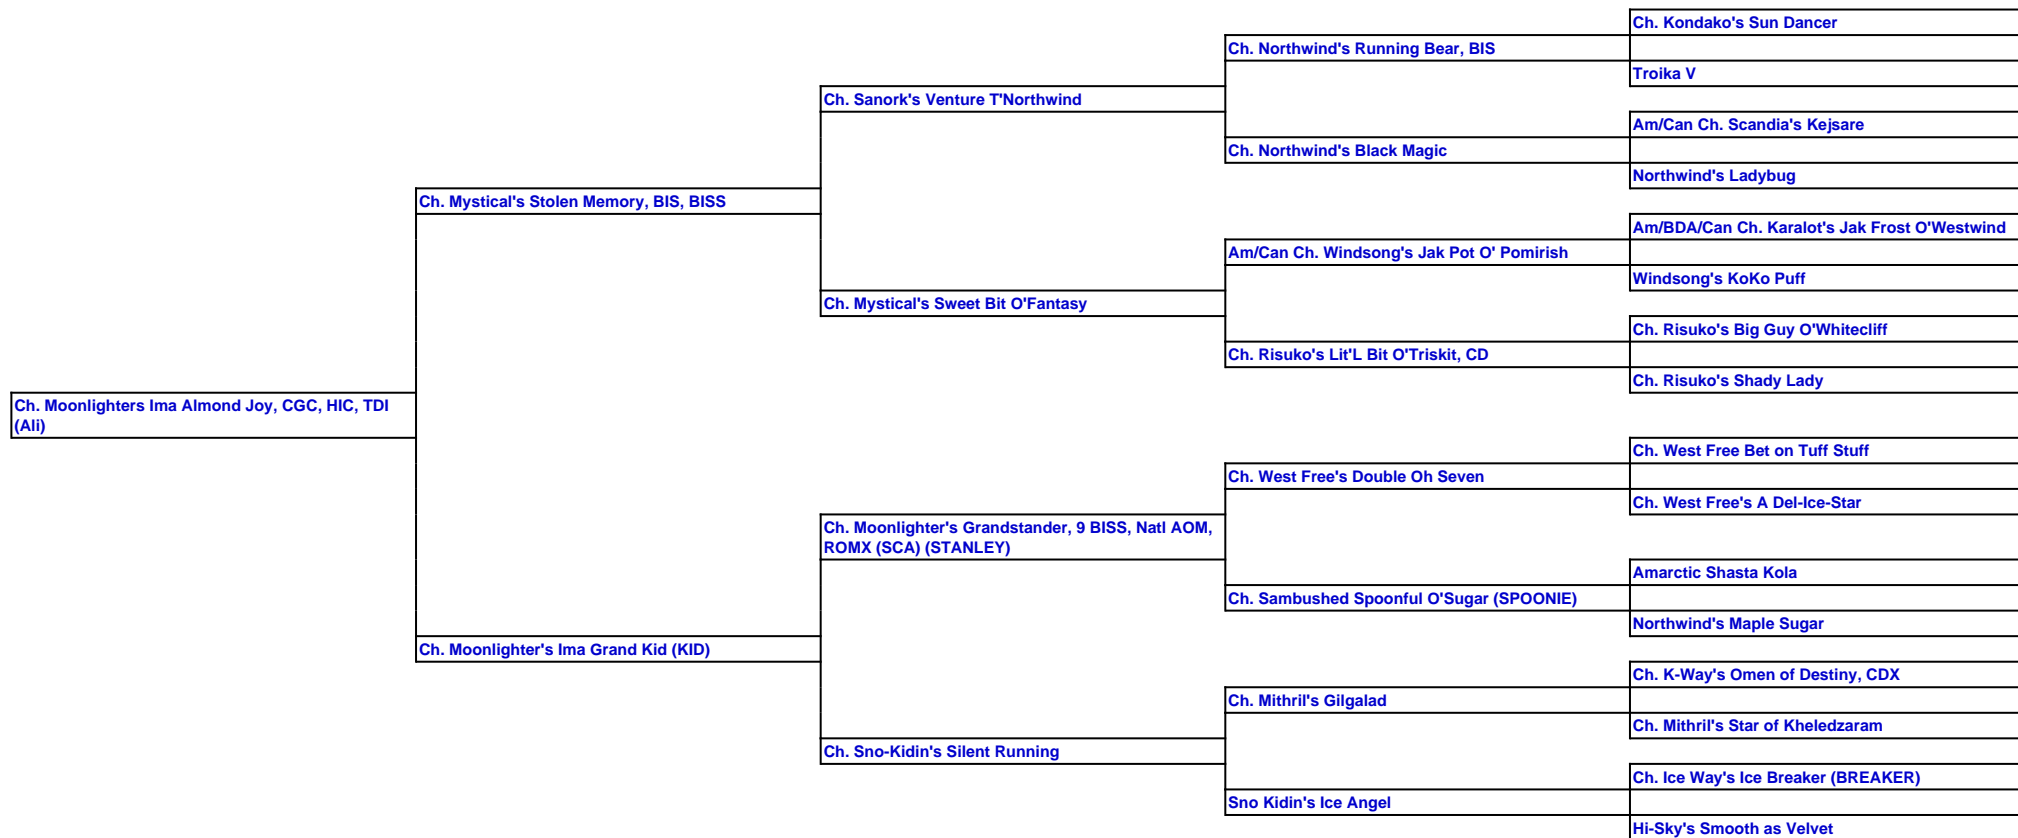 Ch. Kondako's Sun Dancer
Ch. Northwind's Running Bear, BIS
Troika V
Ch. Sanork's Venture T'Northwind
Am/Can Ch. Scandia's Kejsare
Ch. Northwind's Black Magic
Northwind's Ladybug
Ch. Mystical's Stolen Memory, BIS, BISS
Am/BDA/Can Ch. Karalot's Jak Frost O'Westwind
Am/Can Ch. Windsong's Jak Pot O' Pomirish
Windsong's KoKo Puff
Ch. Mystical's Sweet Bit O'Fantasy
Ch. Risuko's Big Guy O'Whitecliff
Ch. Risuko's Lit'L Bit O'Triskit, CD
Ch. Risuko's Shady Lady
Ch. Moonlighters Ima Almond Joy, CGC, HIC, TDI
(Ali)
Ch. West Free Bet on Tuff Stuff
Ch. West Free's Double Oh Seven
Ch. West Free's A Del-Ice-Star
Ch. Moonlighter's Grandstander, 9 BISS, Natl AOM,
ROMX (SCA) (STANLEY)
Amarctic Shasta Kola
Ch. Sambushed Spoonful O'Sugar (SPOONIE)
Northwind's Maple Sugar
Ch. Moonlighter's Ima Grand Kid (KID)
Ch. K-Way's Omen of Destiny, CDX
Ch. Mithril's Gilgalad
Ch. Mithril's Star of Kheledzaram
Ch. Sno-Kidin's Silent Running
Ch. Ice Way's Ice Breaker (BREAKER)
Sno Kidin's Ice Angel
Hi-Sky's Smooth as Velvet